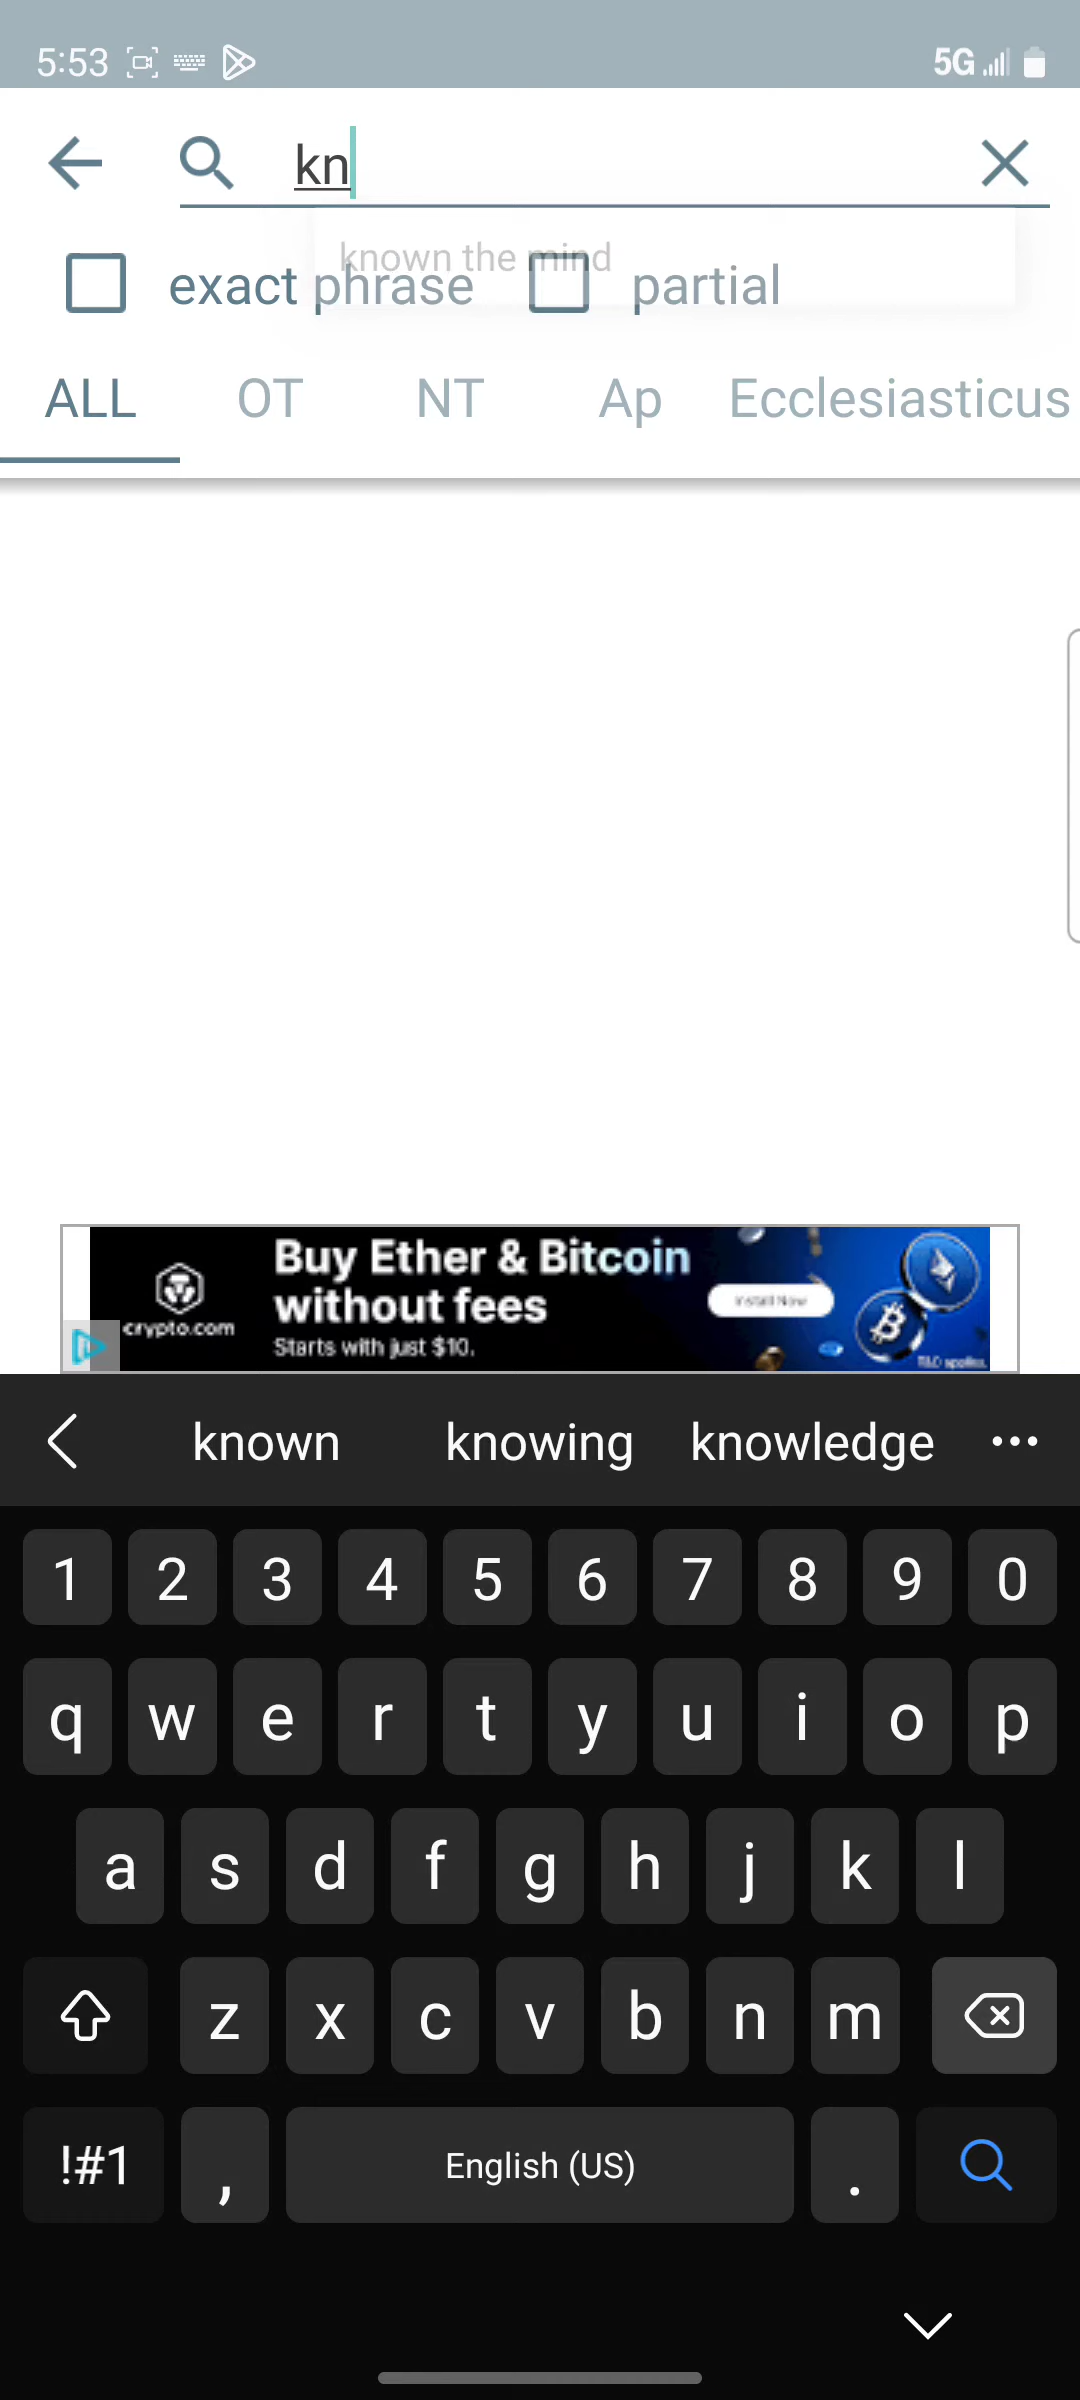 5:53 5G
kn
known the mind
exact phrase partial
ALL OT NT Ap Ecclesiasticus
Buy Ether & Bitcoin
without fees
Starts with just $10.
Install Now
crypto.com
known knowing knowledge
1 2 3 4 5 6 7 8 9 0
q w e r t y u i o p
a s d f g h j k l
z x c v b n m
!#1 , English (US) .